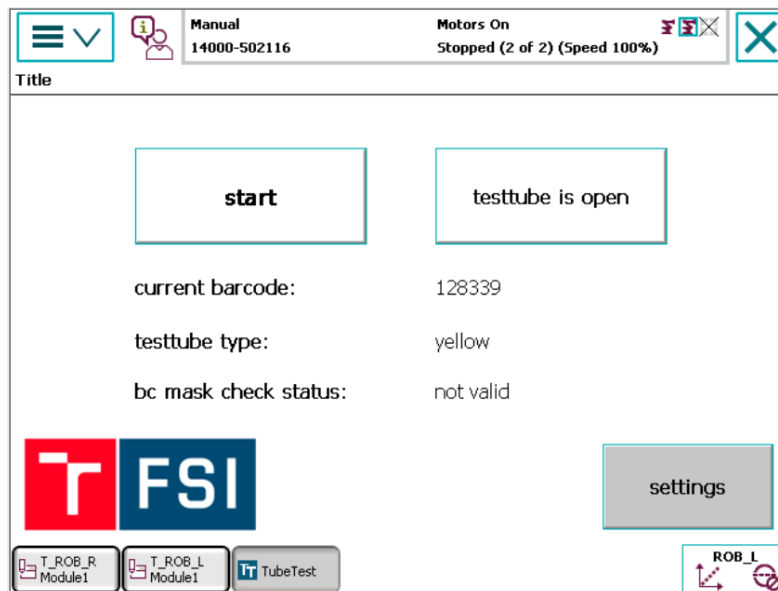 Manual
14000-502116
Motors On
Stopped (2 of 2) (Speed 100%)
Title
start
testtube is open
current barcode:
128339
testtube type:
yellow
bc mask check status:
not valid
T FSI
settings
T_ROB_R
Module1
T_ROB_L
Module1
TT TubeTest
ROB_L